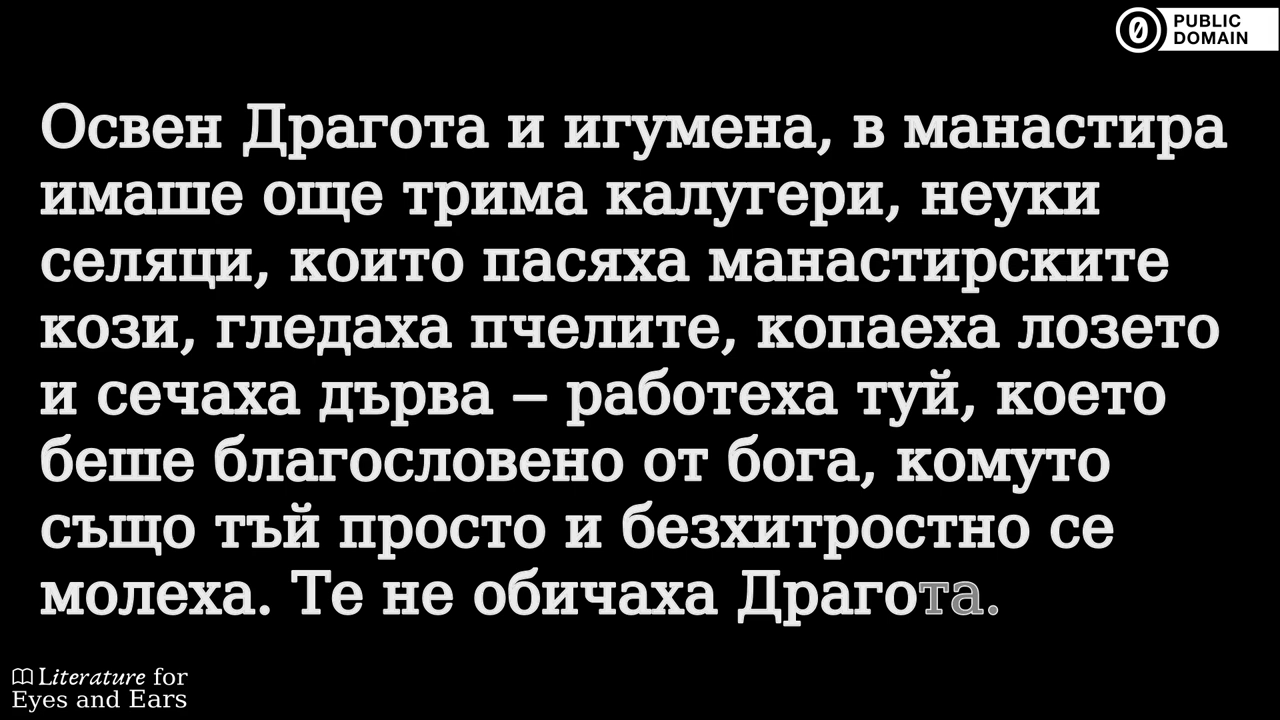 PUBLIC
DOMAIN
Освен Драгота и игумена, в манастира
имаше още трима калугери, неуки
селяци, които пасяха манастирските
кози, гледаха пчелите, копаеха лозето
и сечаха дърва – работеха туй, което
беше благословено от бога, комуто
също тъй просто и безхитростно се
молеха. Те не обичаха Драгота.
Literature for
Eyes and Ears